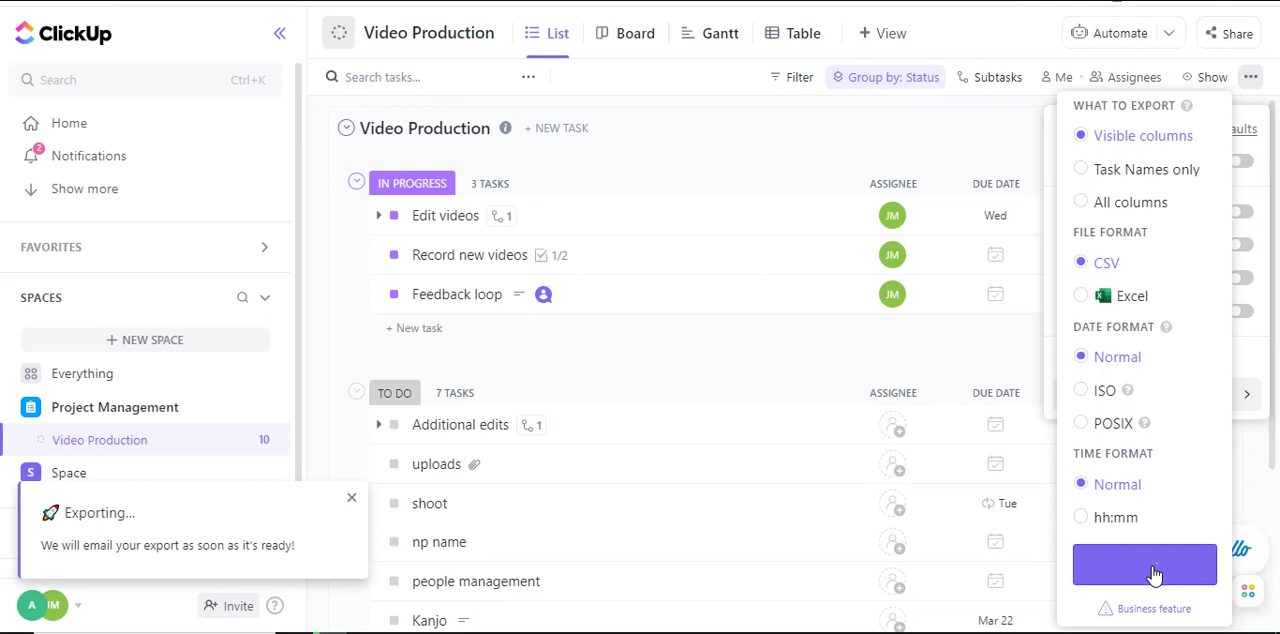 ClickUp
Search Ctrl+K
Home
2
Notifications
Show more
FAVORITES
SPACES
+ NEW SPACE
Everything
Project Management
Video Production 10
S Space
Exporting...
We will email your export as soon as it's ready!
A JM
Invite
Video Production
List
Board
Gantt
Table
+ View
Automate
Share
Search tasks...
Filter
Group by: Status
Subtasks
Me
Assignees
Show
Video Production
+ NEW TASK
IN PROGRESS 3 TASKS ASSIGNEE DUE DATE
Edit videos 1 JM Wed
Record new videos 1/2 JM
Feedback loop JM
+ New task
TO DO 7 TASKS ASSIGNEE DUE DATE
Additional edits 1
uploads
shoot Tue
np name
people management
Kanjo Mar 22
WHAT TO EXPORT ?
Visible columns
Task Names only
All columns
FILE FORMAT
CSV
Excel
DATE FORMAT ?
Normal
ISO ?
POSIX ?
TIME FORMAT
Normal
hh:mm
Business feature